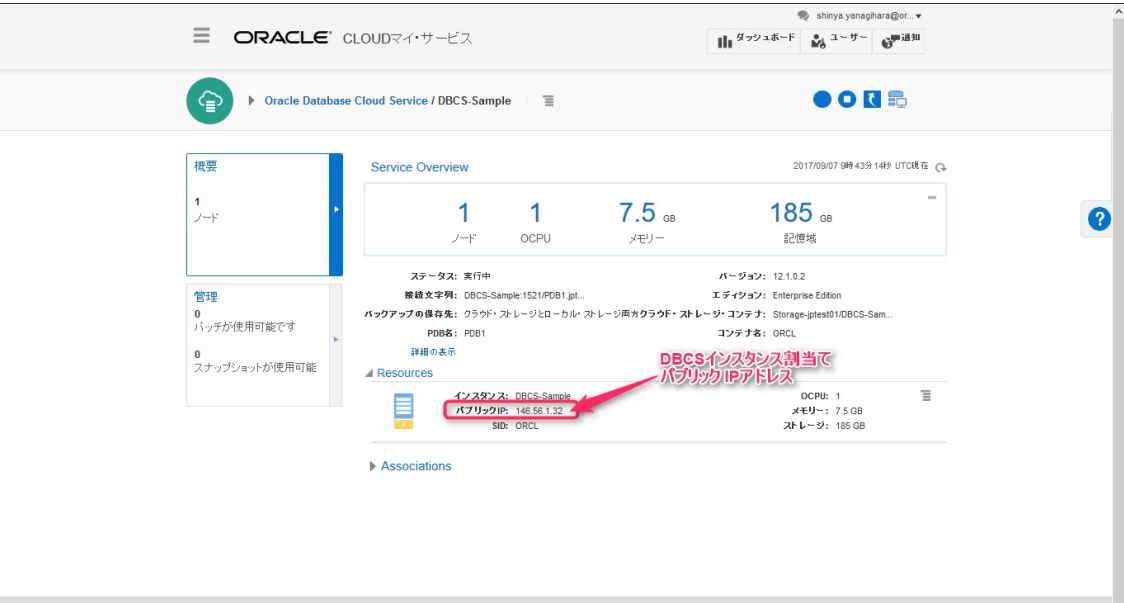 shinya.yanagihara@or...
ORACLE® CLOUDマイ・サービス
ダッシュボード ユーザー 通知
Oracle Database Cloud Service / DBCS-Sample
概要
1
ノード
管理
0
パッチが使用可能です
0
スナップショットが使用可能
Service Overview
2017/09/07 9時 43分 14秒 UTC現在
1 1 7.5 GB 185 GB
ノード OCPU メモリー 記憶域
ステータス: 実行中 バージョン: 12.1.0.2
接続文字列: DBCS-Sample:1521/PDB1.jpt... エディション: Enterprise Edition
バックアップの保存先: クラウド・ストレージとローカル・ストレージ両方 クラウド・ストレージ・コンテナ: Storage-jptest01/DBCS-Sam...
PDB名: PDB1 コンテナ名: ORCL
詳細の表示
DBCSインスタンス割当て
パブリック IPアドレス
Resources
インスタンス: DBCS-Sample OCPU: 1
パブリックIP: 146.56.1.32 メモリー: 7.5 GB
SID: ORCL ストレージ: 185 GB
Associations
?